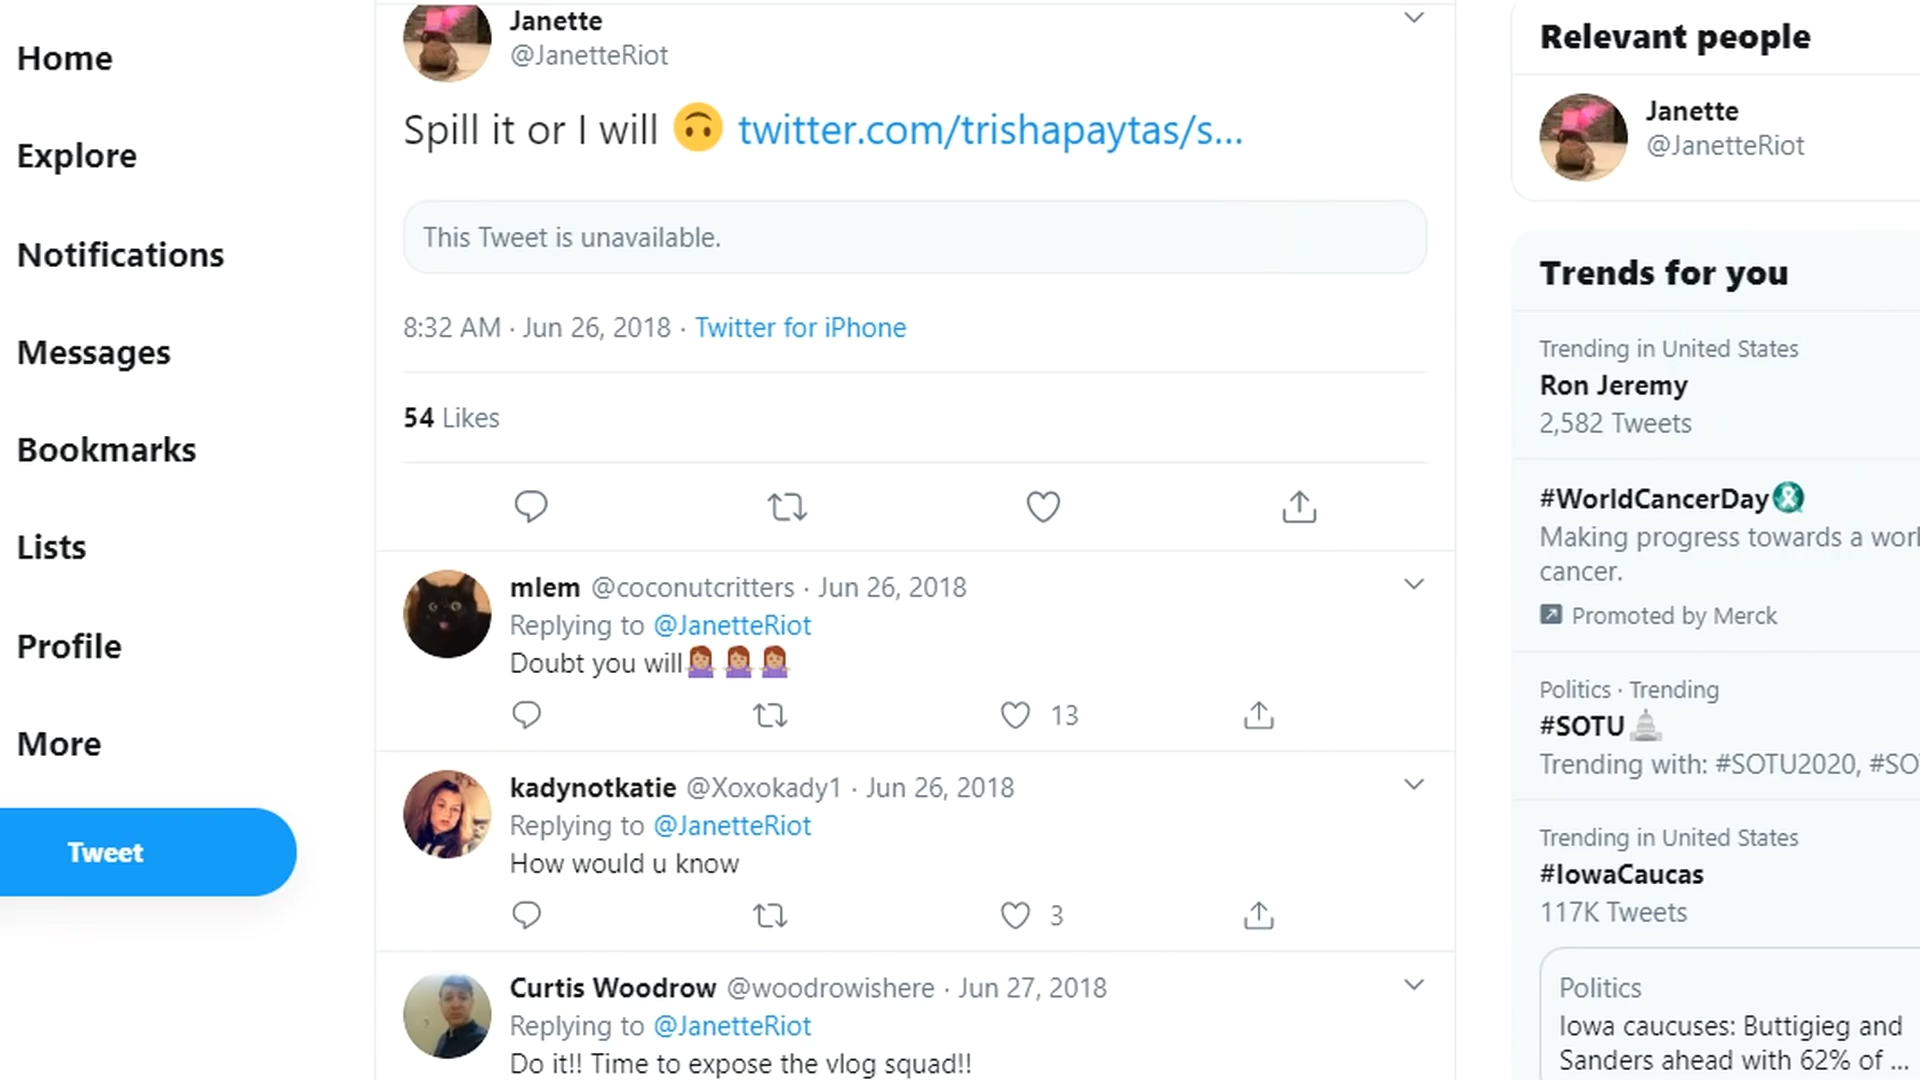 Home
Explore
Notifications
Messages
Bookmarks
Lists
Profile
More
Tweet
Janette
@JanetteRiot
Spill it or I will 🙃 twitter.com/trishapaytas/s...
This Tweet is unavailable.
8:32 AM · Jun 26, 2018 · Twitter for iPhone
54 Likes
mlem @coconutcritters · Jun 26, 2018
Replying to @JanetteRiot
Doubt you will🤷🏽‍♀️🤷🏽‍♀️🤷🏽‍♀️
13
kadynotkatie @Xoxokady1 · Jun 26, 2018
Replying to @JanetteRiot
How would u know
3
Curtis Woodrow @woodrowishere · Jun 27, 2018
Replying to @JanetteRiot
Do it!! Time to expose the vlog squad!!
Relevant people
Janette
@JanetteRiot
Trends for you
Trending in United States
Ron Jeremy
2,582 Tweets
#WorldCancerDay
Making progress towards a
cancer.
Promoted by Merck
Politics · Trending
#SOTU
Trending with: #SOTU2020, #SO
Trending in United States
#IowaCaucas
117K Tweets
Politics
Iowa caucuses: Buttigieg and
Sanders ahead with 62% of ...